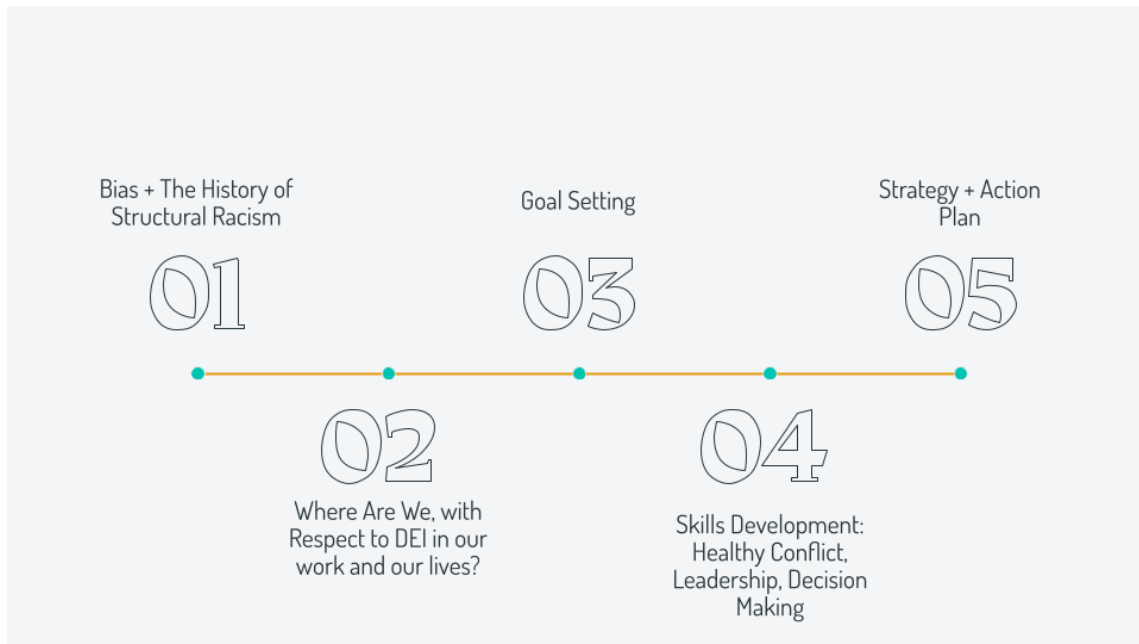 Bias + The History of
Structural Racism
01
02
Where Are We, with
Respect to DEI in our
work and our lives?
Goal Setting
03
04
Skills Development:
Healthy Conflict,
Leadership, Decision
Making
Strategy + Action
Plan
05